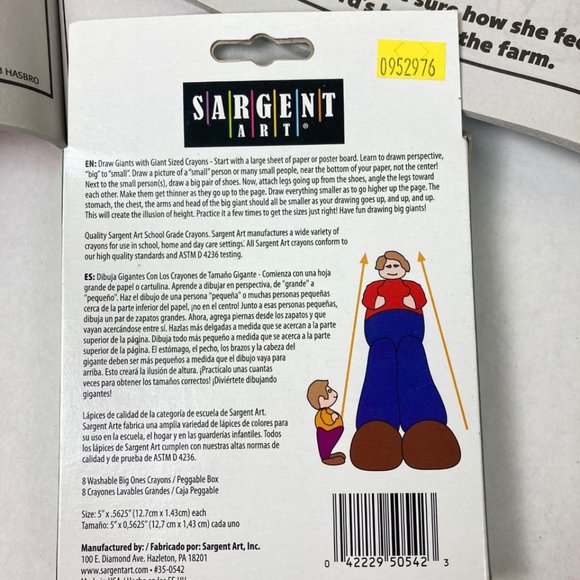 sure how she fee
the farm.
B HASBRO
0952976
SARGENT
ART®
EN: Draw Giants with Giant Sized Crayons - Start with a large sheet of paper or poster board. Learn to drawn perspective,
"big" to "small". Draw a picture of a "small" person or many small people, near the bottom of your paper, not the center!
Next to the small person(s), draw a big pair of shoes. Now, attach legs going up from the shoes, angle the legs toward
each other. Make them get thinner as they go up to the page. Draw everything smaller as to go higher up the page. The
stomach, the chest, the arms and head of the big giant should all be smaller as your drawing goes up, and up, and up.
This will create the illusion of height. Practice it a few times to get the sizes just right! Have fun drawing big giants!
Quality Sargent Art School Grade Crayons. Sargent Art manufactures a wide variety of
crayons for use in school, home and day care settings. All Sargent Art crayons conform to
our high quality standards and ASTM D 4236 testing.
ES: Dibuja Gigantes Con Los Crayones de Tamaño Gigante - Comienza con una hoja
grande de papel o cartulina. Aprende a dibujar en perspectiva, de "grande" a
"pequeño". Haz el dibujo de una persona "pequeña" o muchas personas pequeñas
cerca de la parte inferior del papel, ¡no en el centro! Junto a esas personas pequeñas,
dibuja un par de zapatos grandes. Ahora, agrega piernas desde los zapatos y que
vayan acercándose entre sí. Hazlas más delgadas a medida que se acercan a la parte
superior de la página. Dibuja todo más pequeño a medida que se acerca a la parte
superior de la página. El estómago, el pecho, los brazos y la cabeza del
gigante deben ser más pequeños a medida que el dibujo vaya para
arriba. Esto creará la ilusión de altura. ¡Practícalo unas cuantas
veces para obtener los tamaños correctos! ¡Diviértete dibujando
gigantes!
Lápices de calidad de la categoría de escuela de Sargent Art.
Sargent Arte fabrica una amplia variedad de lápices de colores para
su uso en la escuela, el hogar y en las guarderías infantiles. Todos
los lápices de Sargent Art cumplen con nuestras altas normas de
calidad y de prueba de ASTM D 4236.
8 Washable Big Ones Crayons / Peggable Box
8 Crayones Lavables Grandes / Caja Peggable
Size: 5" x .5625" (12.7cm x 1.43cm) each
Tamaño: 5" x 0,5625" (12,7 cm x 1,43 cm) cada uno
Manufactured by: / Fabricado por: Sargent Art, Inc.
100 E. Diamond Ave. Hazleton, PA 18201
www.sargentart.com • #35-0542
0 42229 50542 3